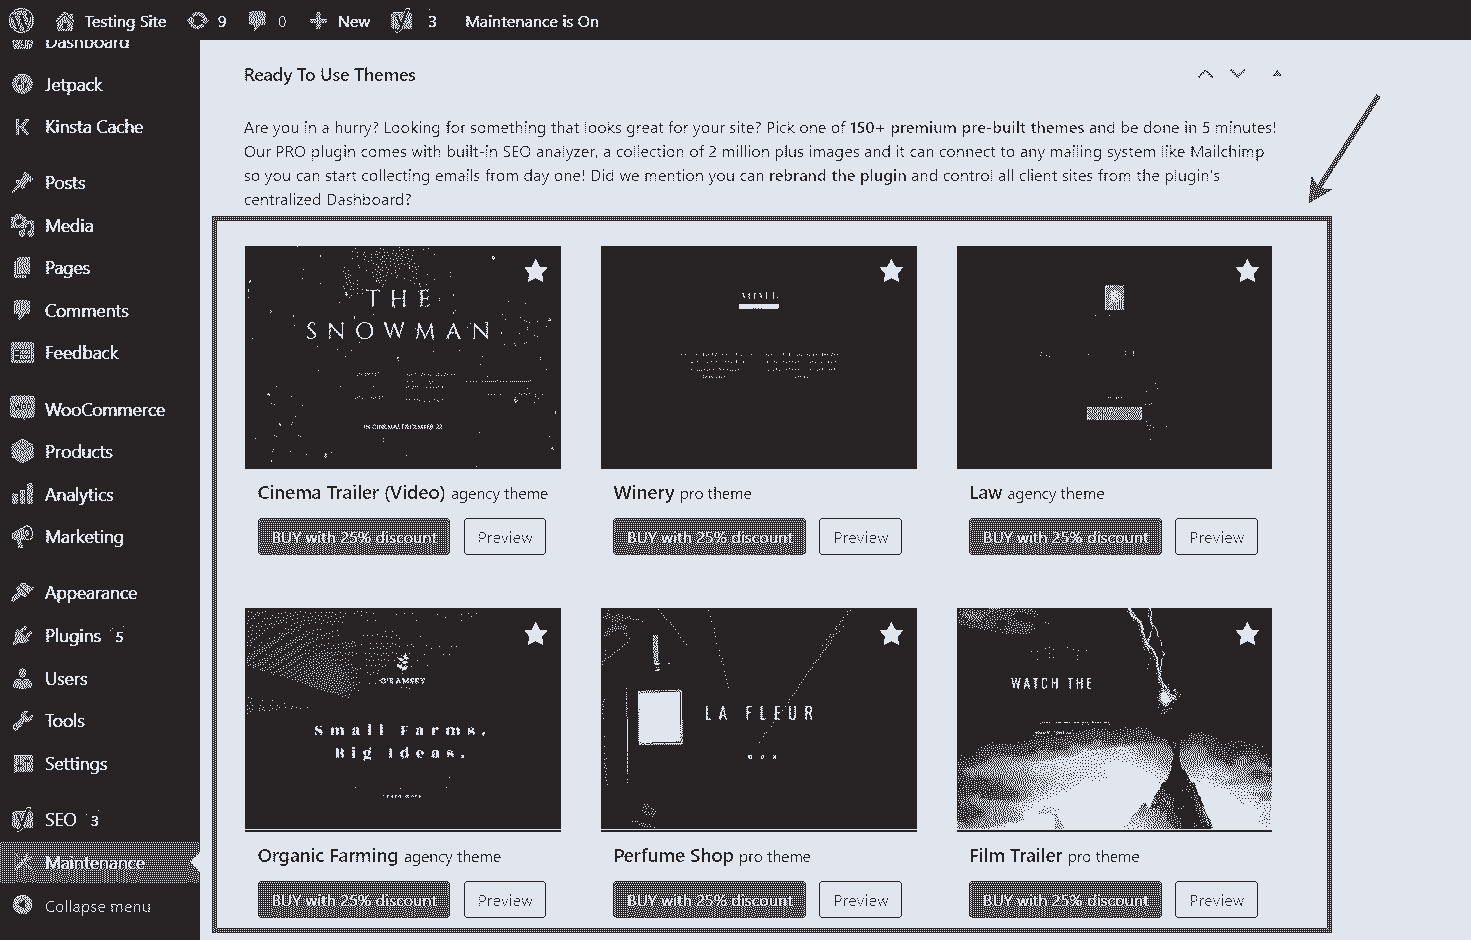 Testing Site 9 0 New 3 Maintenance is On
Dashboard
Jetpack
Kinsta Cache
Posts
Media
Pages
Comments
Feedback
WooCommerce
Products
Analytics
Marketing
Appearance
Plugins 5
Users
Tools
Settings
SEO 3
Maintenance
Collapse menu
Ready To Use Themes
Are you in a hurry? Looking for something that looks great for your site? Pick one of 150+ premium pre-built themes and be done in 5 minutes!
Our PRO plugin comes with built-in SEO analyzer, a collection of 2 million plus images and it can connect to any mailing system like Mailchimp
so you can start collecting emails from day one! Did we mention you can rebrand the plugin and control all client sites from the plugin's
centralized Dashboard?
THE
SNOWMAN
IN CINEMAS DECEMBER 22
Cinema Trailer (Video) agency theme
BUY with 25% discount Preview
Winery pro theme
BUY with 25% discount Preview
Law agency theme
BUY with 25% discount Preview
Small Farms.
Big Ideas.
Organic Farming agency theme
BUY with 25% discount Preview
LA FLEUR
Perfume Shop pro theme
BUY with 25% discount Preview
WATCH THE
Film Trailer pro theme
BUY with 25% discount Preview